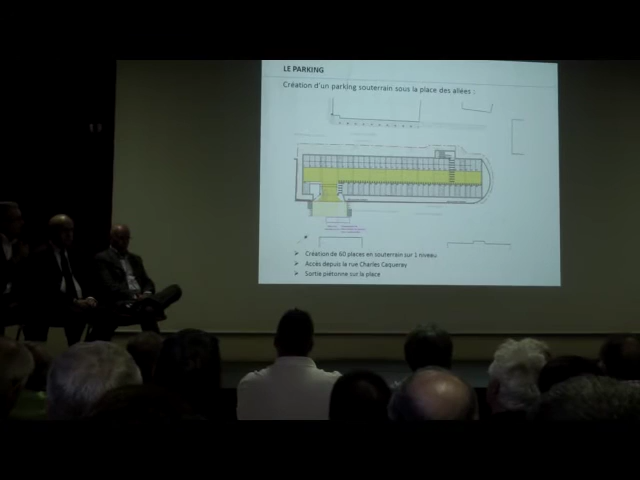 LE PARKING
Création d'un parking souterrain sous la place des allées :
Création de 60 places en souterrain sur 1 niveau
Accès depuis la rue Charles Caqueray
Sortie piétonne sur la place